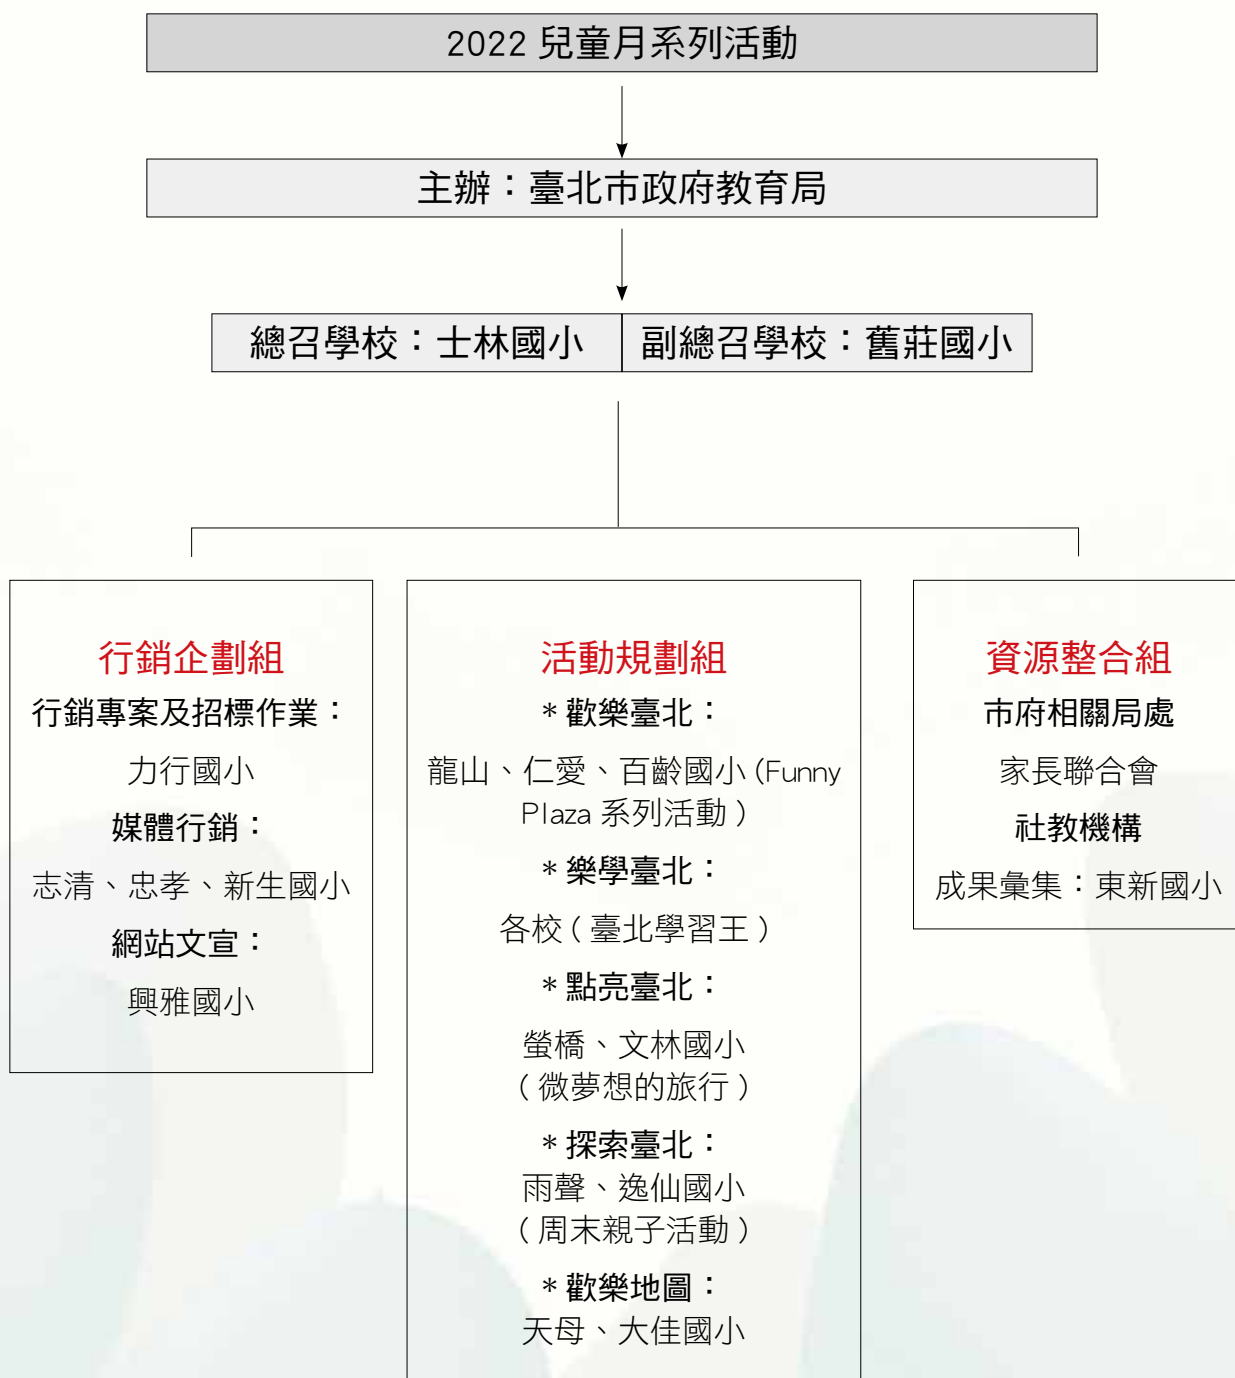 2022 兒童月系列活動
主辦：臺北市政府教育局
總召學校：士林國小
副總召學校：舊莊國小
行銷企劃組
行銷專案及招標作業：
力行國小
媒體行銷：
志清、忠孝、新生國小
網站文宣：
興雅國小
活動規劃組
* 歡樂臺北：
龍山、仁愛、百齡國小 (Funny
Plaza 系列活動 )
* 樂學臺北：
各校 ( 臺北學習王 )
* 點亮臺北：
螢橋、文林國小
( 微夢想的旅行 )
* 探索臺北：
雨聲、逸仙國小
( 周末親子活動 )
* 歡樂地圖：
天母、大佳國小
資源整合組
市府相關局處
家長聯合會
社教機構
成果彙集：東新國小